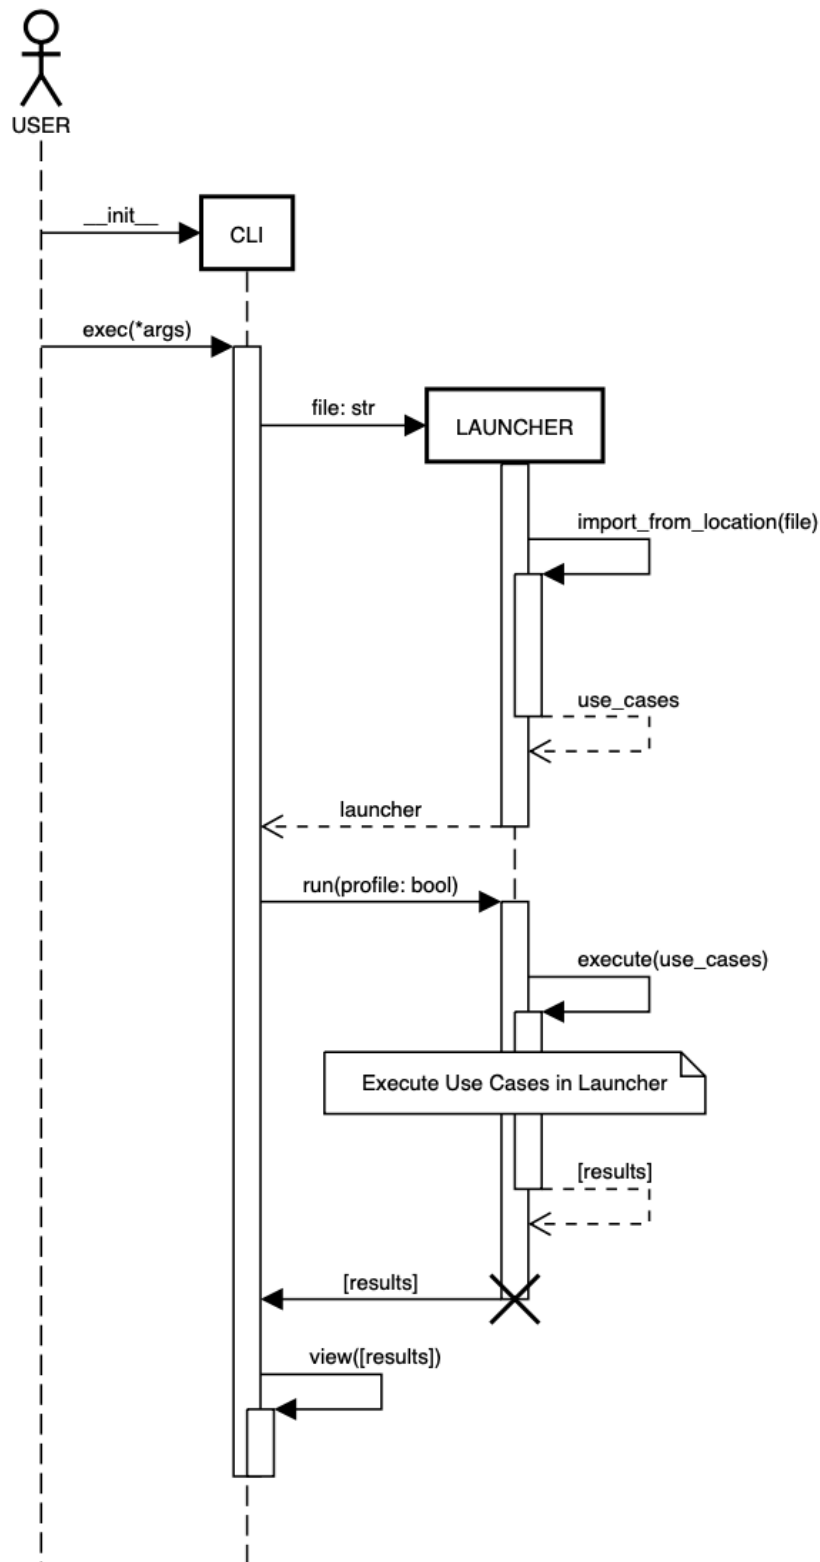 USER
__init__
CLI
exec(*args)
file: str
LAUNCHER
import_from_location(file)
use_cases
launcher
run(profile: bool)
execute(use_cases)
Execute Use Cases in Launcher
[results]
[results]
view([results])